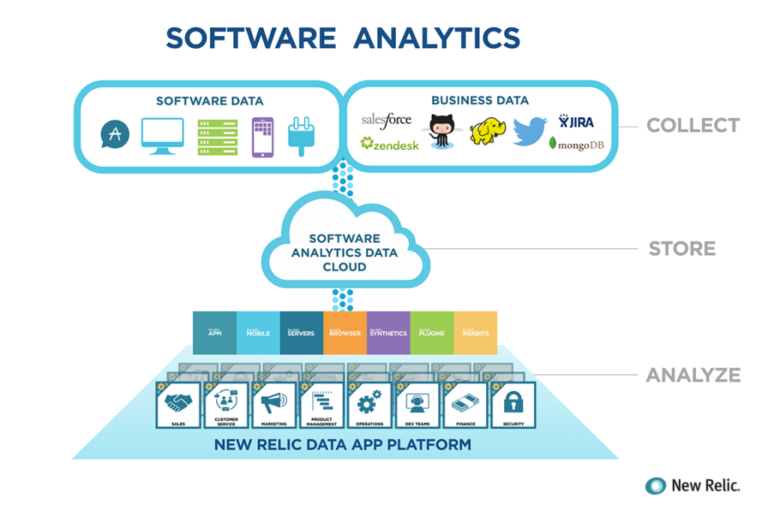 SOFTWARE ANALYTICS
SOFTWARE DATA
BUSINESS DATA
salesforce
JIRA
zendesk
mongoDB
COLLECT
SOFTWARE
ANALYTICS DATA
CLOUD
STORE
APM
MOBILE
SERVERS
BROWSER
SYNTHETICS
PLUGINS
INSIGHTS
ANALYZE
SALES
CUSTOMER
SERVICE
MARKETING
PRODUCT
MANAGEMENT
OPERATIONS
DEV TEAMS
FINANCE
SECURITY
NEW RELIC DATA APP PLATFORM
New Relic.